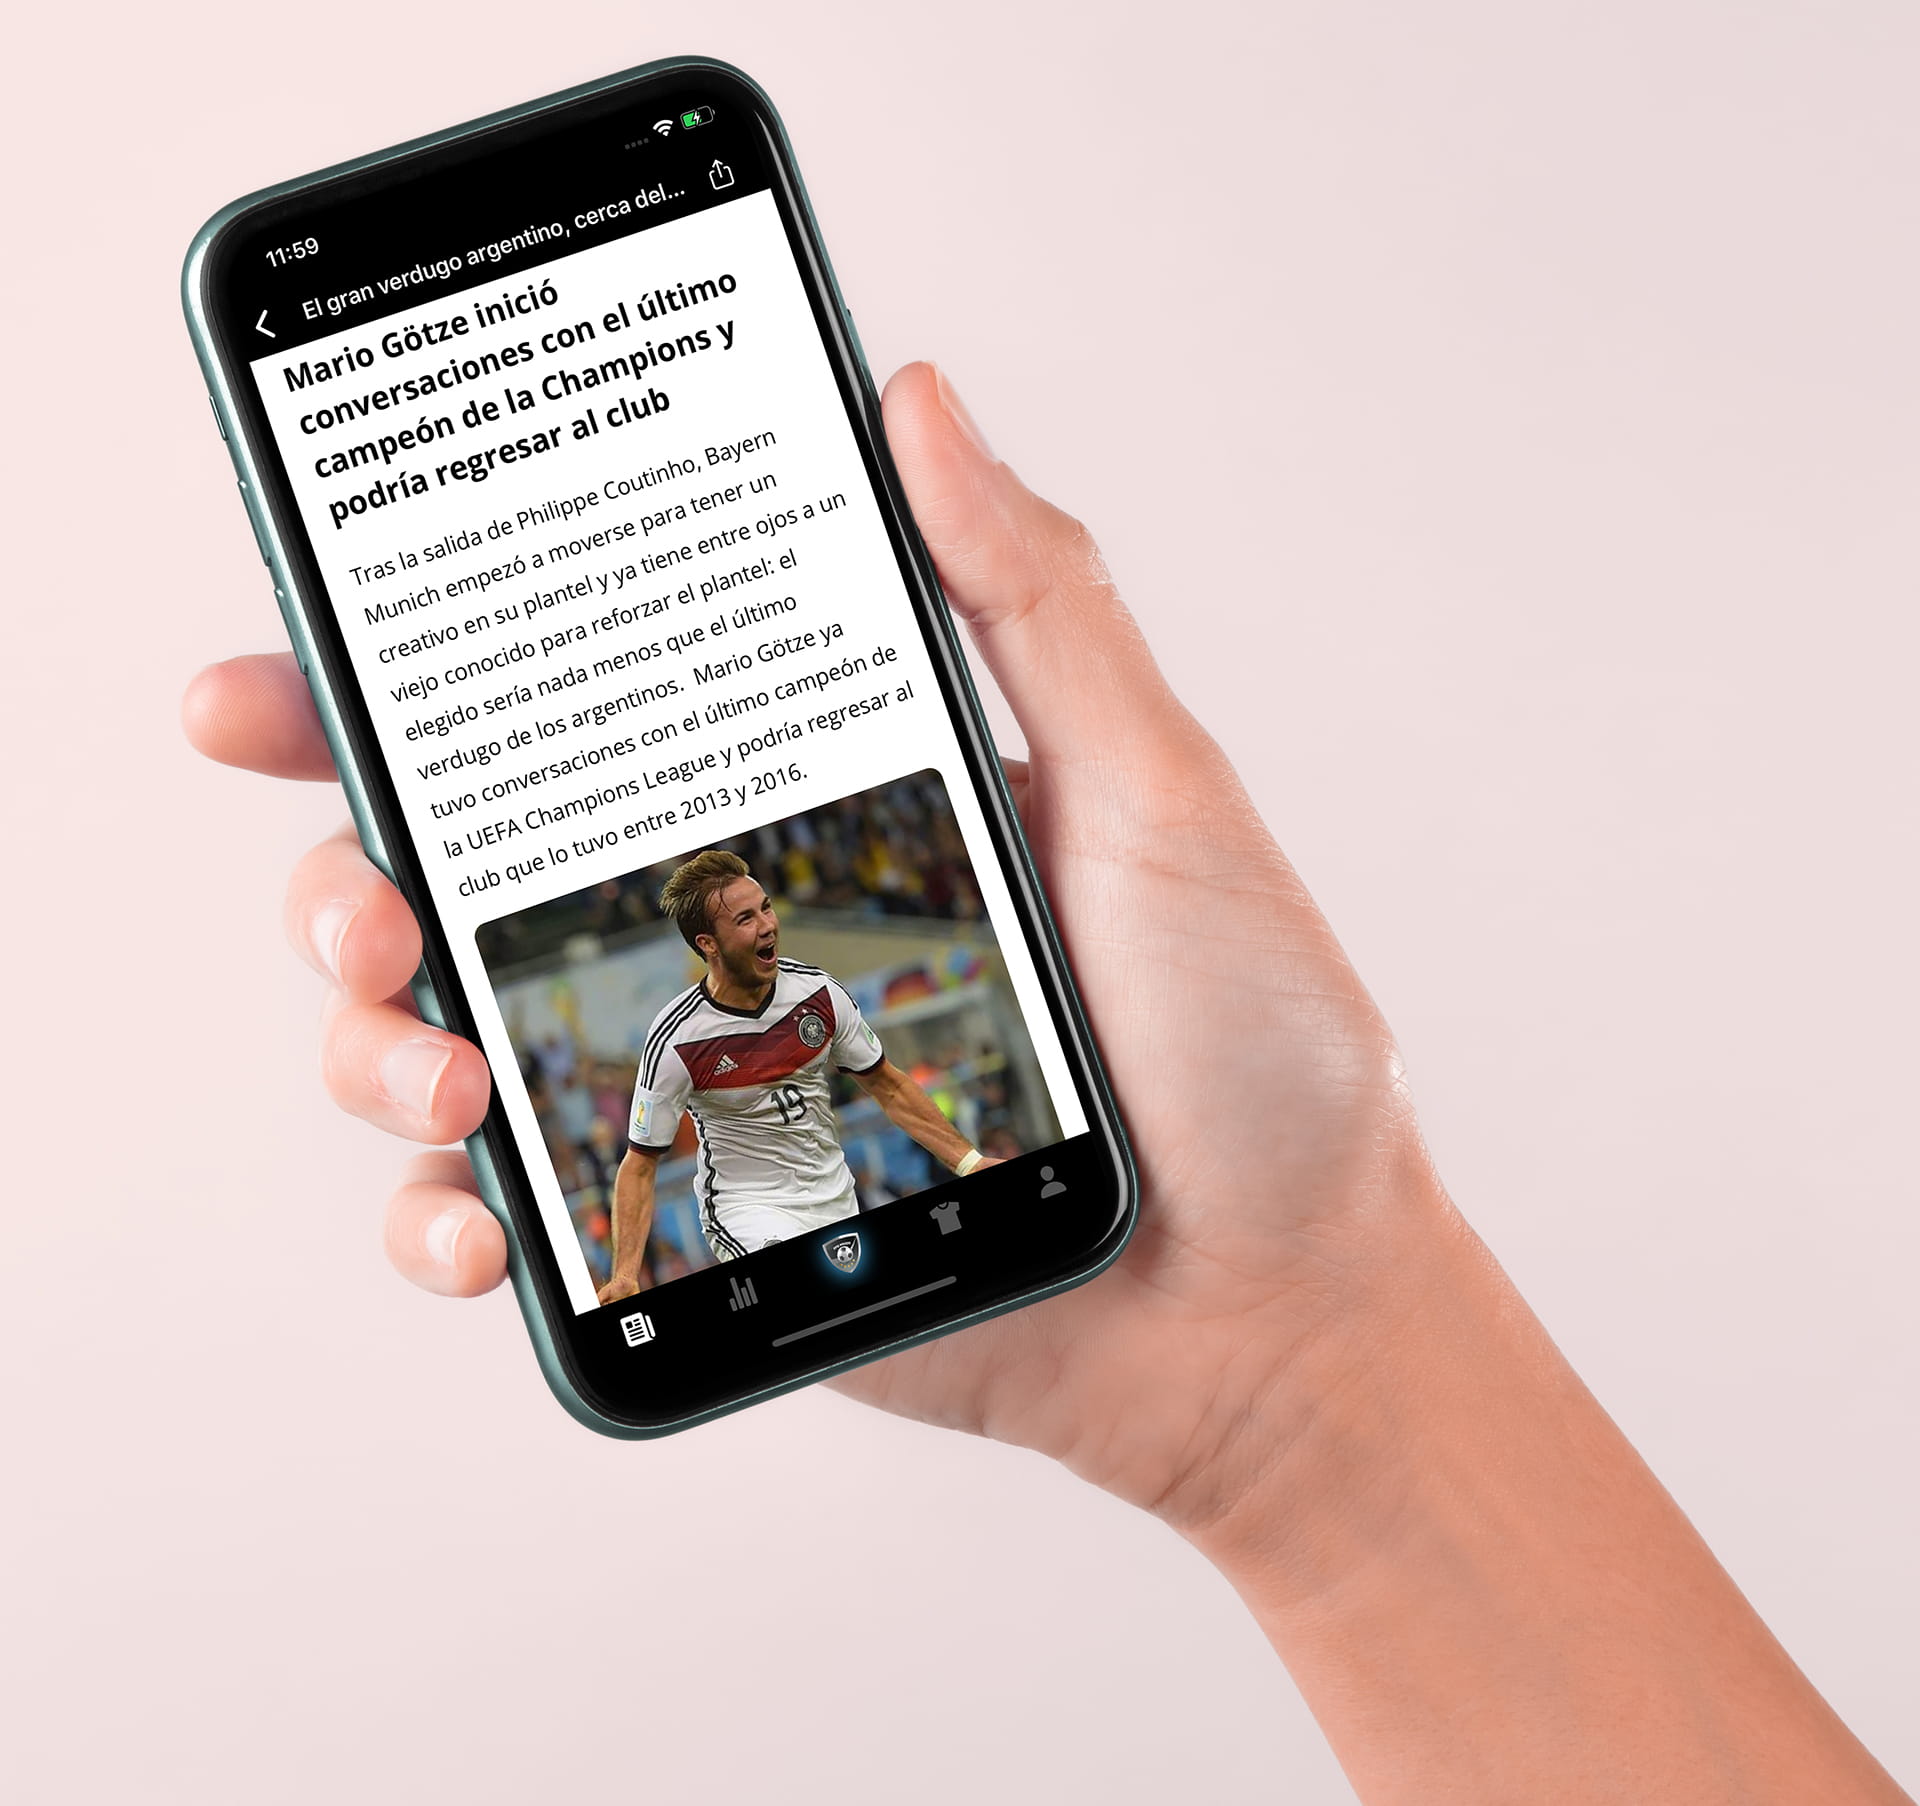 11:59
El gran verdugo argentino, cerca del...
Mario Götze inició
conversaciones con el último
campeón de la Champions y
podría regresar al club
Tras la salida de Philippe Coutinho, Bayern
Munich empezó a moverse para tener un
creativo en su plantel y ya tiene entre ojos a un
viejo conocido para reforzar el plantel: el
elegido sería nada menos que el último
verdugo de los argentinos. Mario Götze ya
tuvo conversaciones con el último campeón de
la UEFA Champions League y podría regresar al
club que lo tuvo entre 2013 y 2016.
adidas
19